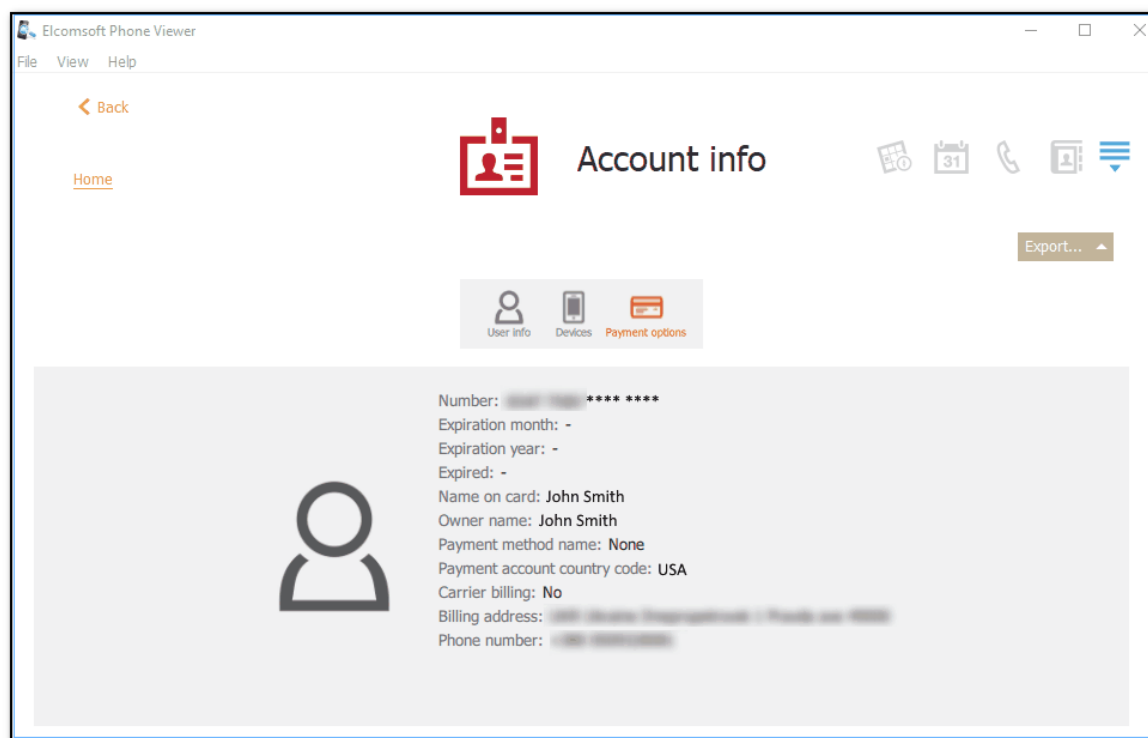 Elcomsoft Phone Viewer
File View Help
Back
Account info
31
Home
Export...
User info Devices Payment options
Number: **** ****
Expiration month: -
Expiration year: -
Expired: -
Name on card: John Smith
Owner name: John Smith
Payment method name: None
Payment account country code: USA
Carrier billing: No
Billing address:
Phone number: